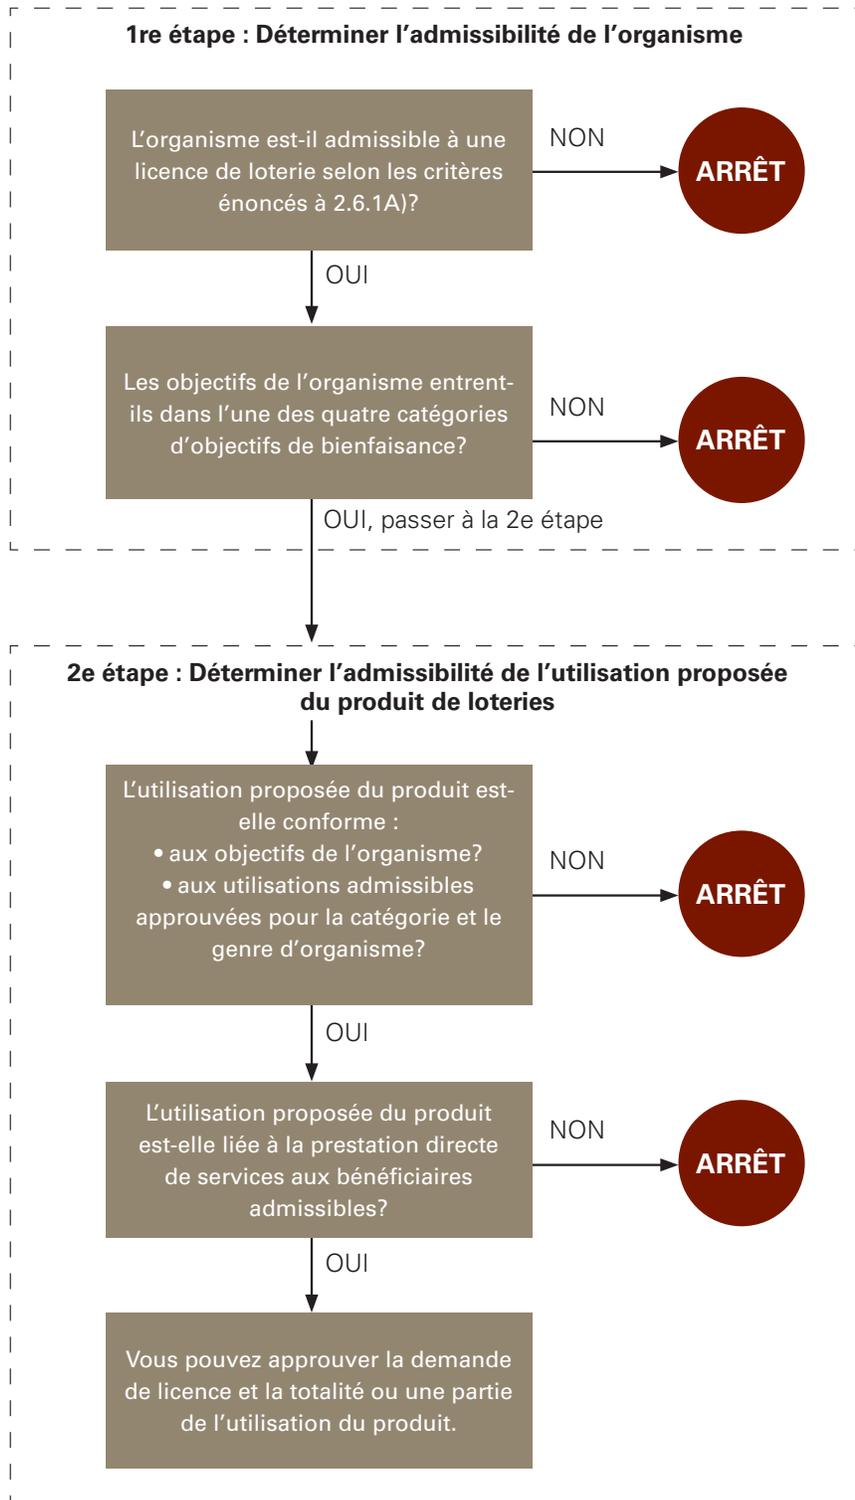 1re étape : Déterminer l’admissibilité de l’organisme
L’organisme est-il admissible à une
licence de loterie selon les critères
énoncés à 2.6.1A)?
NON
ARRÊT
OUI
Les objectifs de l’organisme entrent-
ils dans l’une des quatre catégories
d’objectifs de bienfaisance?
NON
ARRÊT
OUI, passer à la 2e étape
2e étape : Déterminer l’admissibilité de l’utilisation proposée
du produit de loteries
L’utilisation proposée du produit est-
elle conforme :
• aux objectifs de l’organisme?
• aux utilisations admissibles
approuvées pour la catégorie et le
genre d’organisme?
NON
ARRÊT
OUI
L’utilisation proposée du produit
est-elle liée à la prestation directe
de services aux bénéficiaires
admissibles?
NON
ARRÊT
OUI
Vous pouvez approuver la demande
de licence et la totalité ou une partie
de l’utilisation du produit.